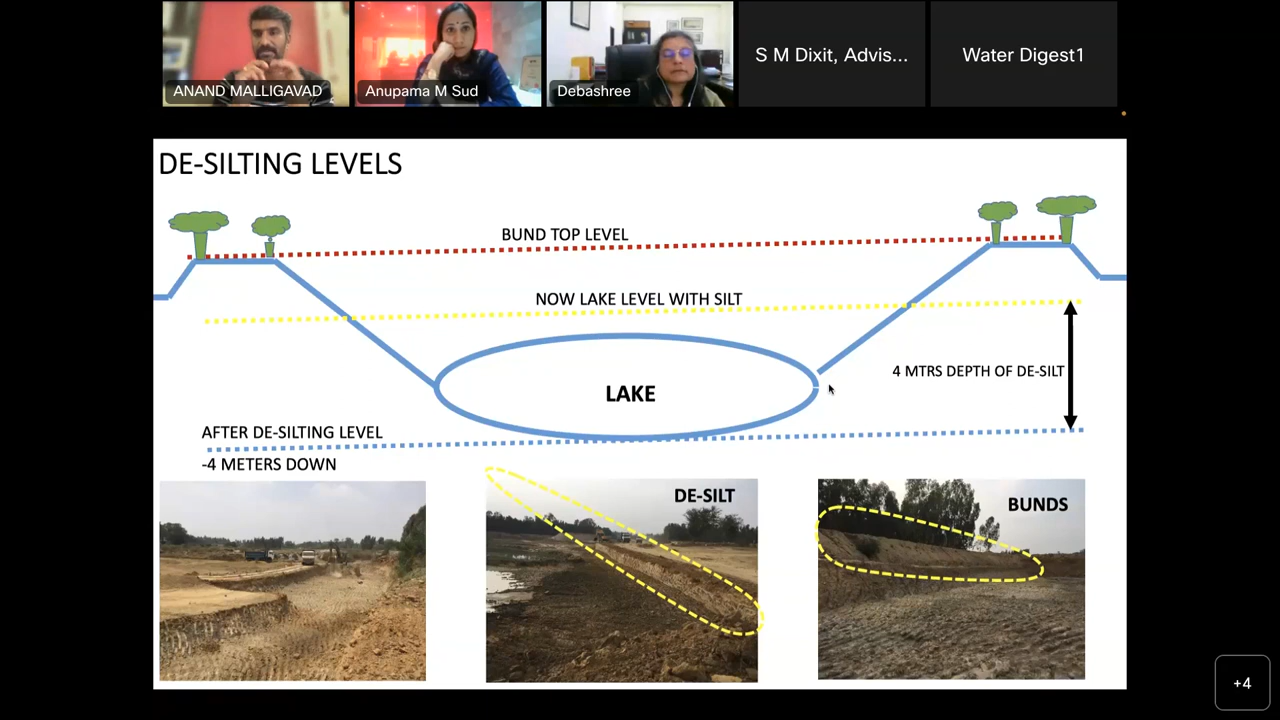 ANAND MALLIGAVAD
Anupama M Sud
Debashree
S M Dixit, Advis...
Water Digest1
DE-SILTING LEVELS
BUND TOP LEVEL
NOW LAKE LEVEL WITH SILT
4 MTRS DEPTH OF DE-SILT
LAKE
AFTER DE-SILTING LEVEL
-4 METERS DOWN
DE-SILT
BUNDS
+4